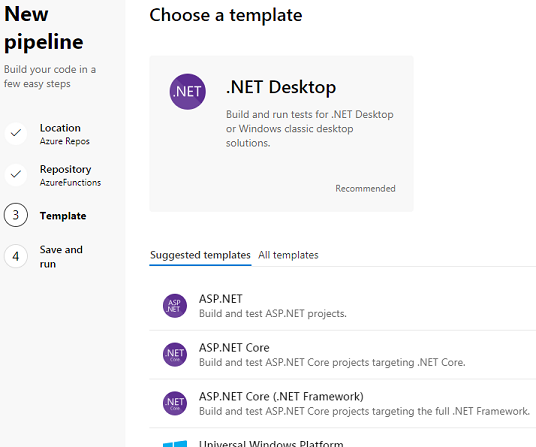 New
pipeline
Build your code in a
few easy steps
Location
Azure Repos
Repository
AzureFunctions
3
Template
4
Save and
run
Choose a template
.NET
.NET Desktop
Build and run tests for .NET Desktop
or Windows classic desktop
solutions.
Recommended
Suggested templates
All templates
ASP
.NET
ASP.NET
Build and test ASP.NET projects.
.NET
Core
ASP.NET Core
Build and test ASP.NET Core projects targeting .NET Core.
.NET
Core
ASP.NET Core (.NET Framework)
Build and test ASP.NET Core projects targeting the full .NET Framework.
Universal Windows Platform